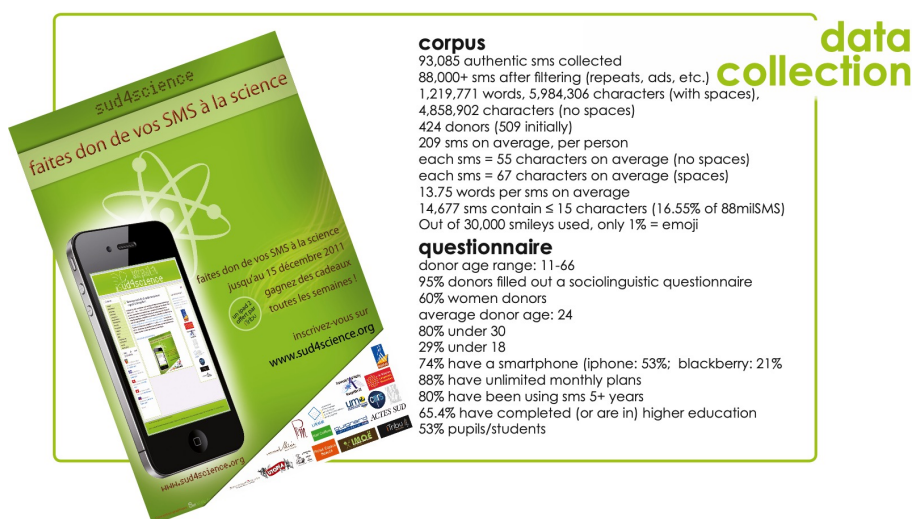 data
collection
corpus
93,085 authentic sms collected
88,000+ sms after filtering (repeats, ads, etc.)
1,219,771 words, 5,984,306 characters (with spaces),
4,858,902 characters (no spaces)
424 donors (509 initially)
209 sms on average, per person
each sms = 55 characters on average (no spaces)
each sms = 67 characters on average (spaces)
13.75 words per sms on average
14,677 sms contain ≤ 15 characters (16.55% of 88milSMS)
Out of 30,000 smileys used, only 1% = emoji
questionnaire
donor age range: 11-66
95% donors filled out a sociolinguistic questionnaire
60% women donors
average donor age: 24
80% under 30
29% under 18
74% have a smartphone (iphone: 53%; blackberry: 21%
88% have unlimited monthly plans
80% have been using sms 5+ years
65.4% have completed (or are in) higher education
53% pupils/students
sud4science
faites don de vos SMS à la science
faites don de vos SMS à la science
jusqu'au 15 décembre 2011
gagnez des cadeaux
toutes les semaines !
un ipad 2
offert par
inscrivez-vous sur
www.sud4science.org
sud4science
www.sud4science.org
ACTES SUD